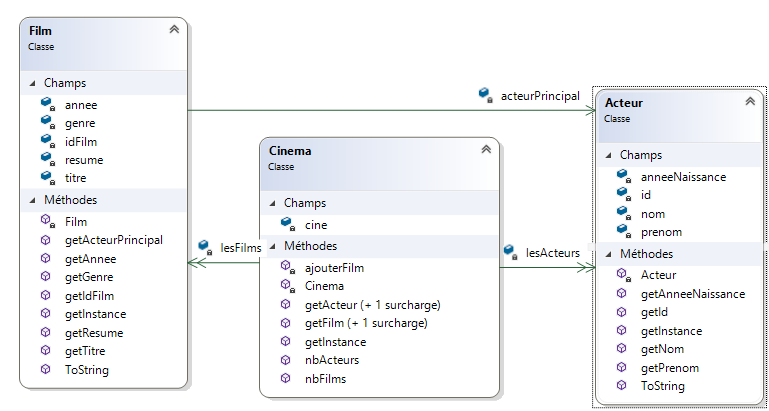 Film
Classe
Champs
annee
genre
idFilm
resume
titre
Méthodes
Film
getActeurPrincipal
getAnnee
getGenre
getIdFilm
getInstance
getResume
getTitre
ToString
acteurPrincipal
lesFilms
Cinema
Classe
Champs
cine
Méthodes
ajouterFilm
Cinema
getActeur (+ 1 surcharge)
getFilm (+ 1 surcharge)
getInstance
nbActeurs
nbFilms
lesActeurs
Acteur
Classe
Champs
anneeNaissance
id
nom
prenom
Méthodes
Acteur
getAnneeNaissance
getId
getInstance
getNom
getPrenom
ToString